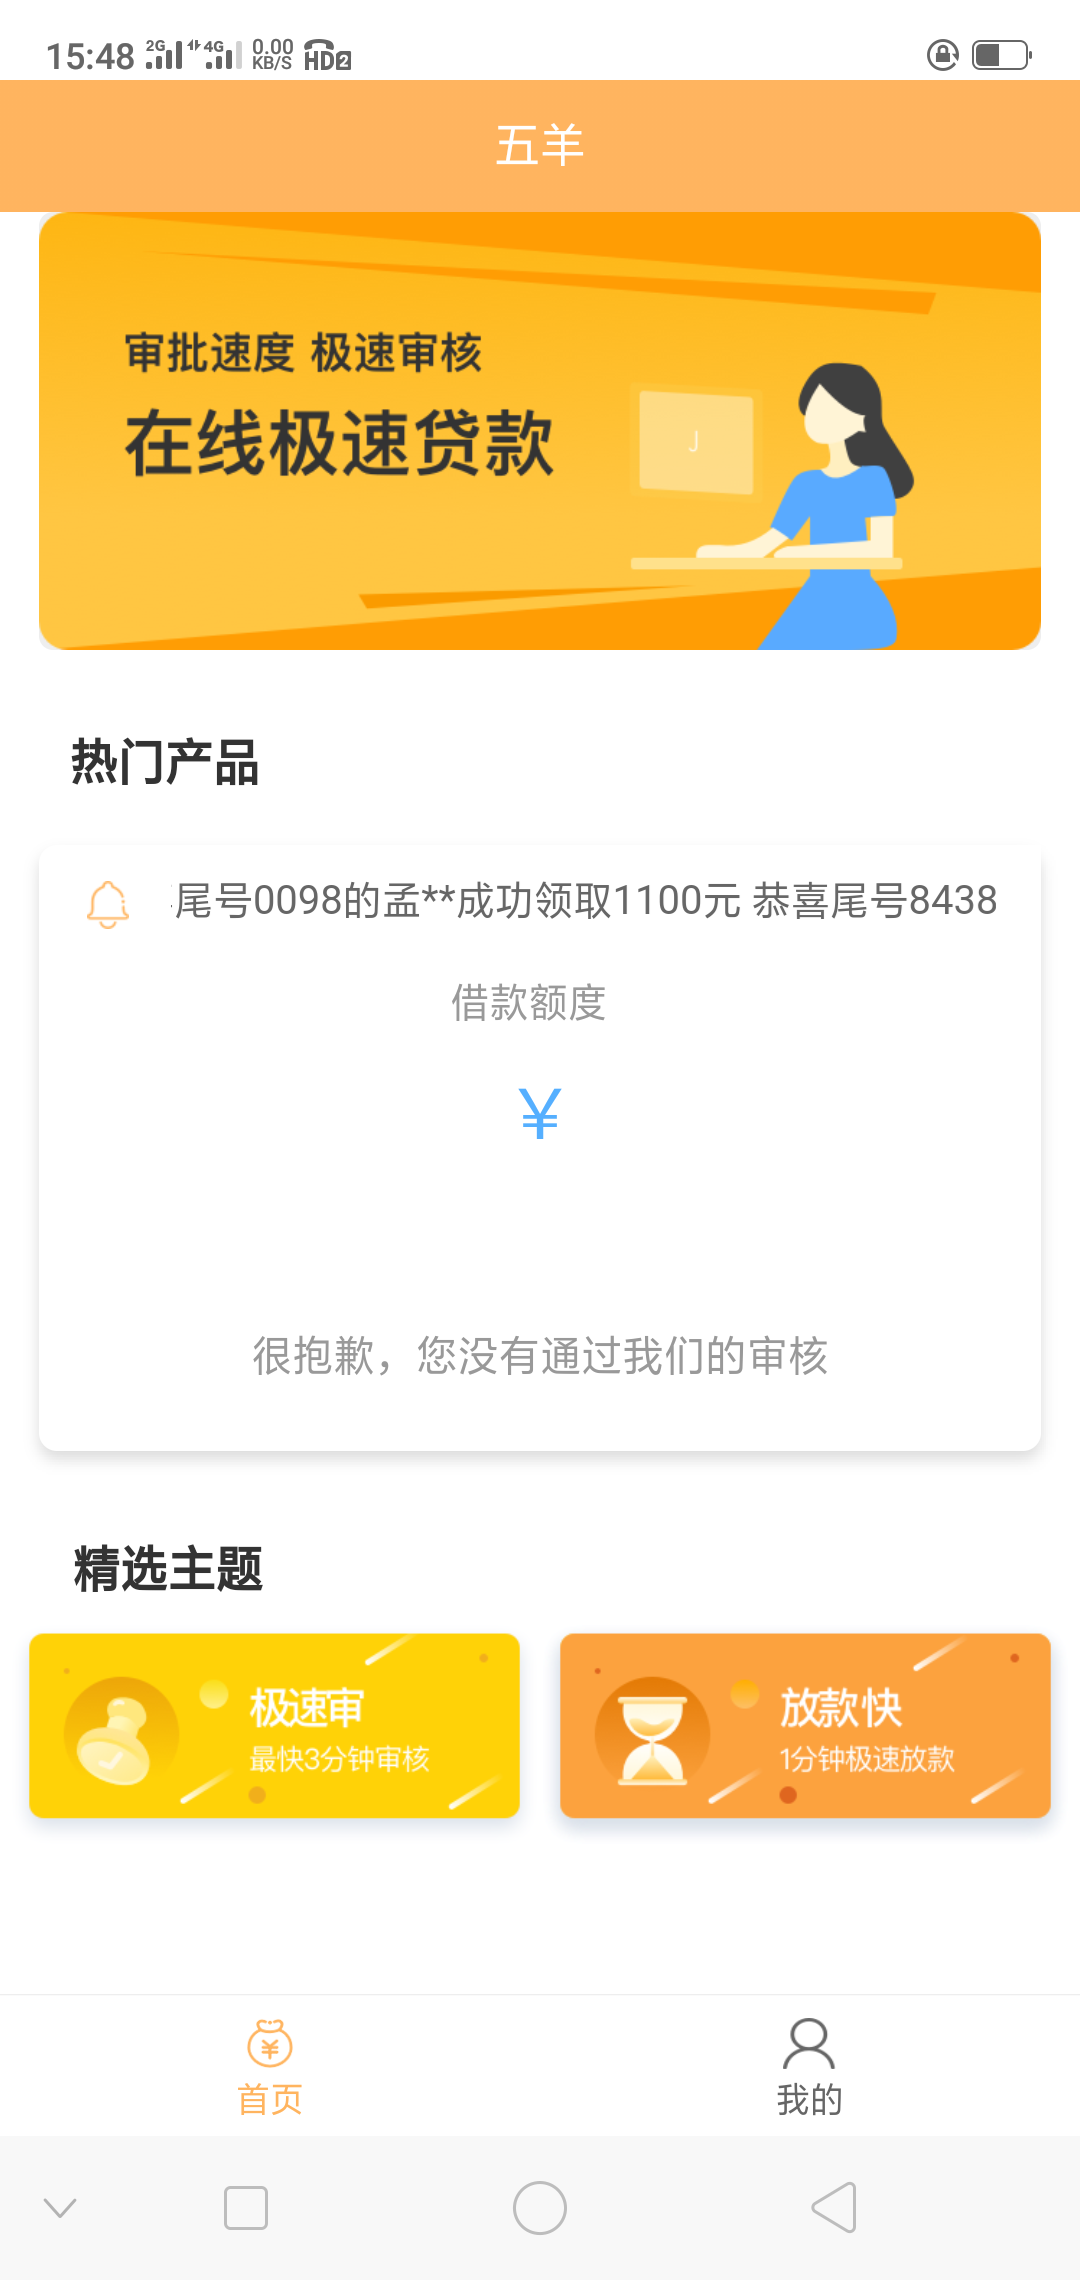 15:48 2G 4G 0.00 KB/S HD 2
五羊
审批速度 极速审核
在线极速贷款
J
热门产品
尾号0098的孟**成功领取1100元 恭喜尾号8438
借款额度
¥
很抱歉，您没有通过我们的审核
精选主题
极速审
最快3分钟审核
放款快
1分钟极速放款
首页
我的